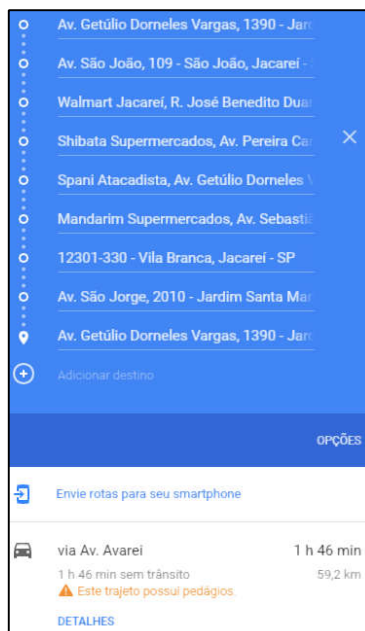 Av. Getúlio Dorneles Vargas, 1390 - Jar
Av. São João, 109 - São João, Jacareí -
Walmart Jacareí, R. José Benedito Dua
Shibata Supermercados, Av. Pereira Ca
Spani Atacadista, Av. Getúlio Dorneles
Mandarim Supermercados, Av. Sebasti
12301-330 - Vila Branca, Jacareí - SP
Av. São Jorge, 2010 - Jardim Santa Mar
Av. Getúlio Dorneles Vargas, 1390 - Jar
Adicionar destino
OPÇÕES
Envie rotas para seu smartphone
via Av. Avareí 1 h 46 min
1 h 46 min sem trânsito 59,2 km
Este trajeto possui pedágios.
DETALHES